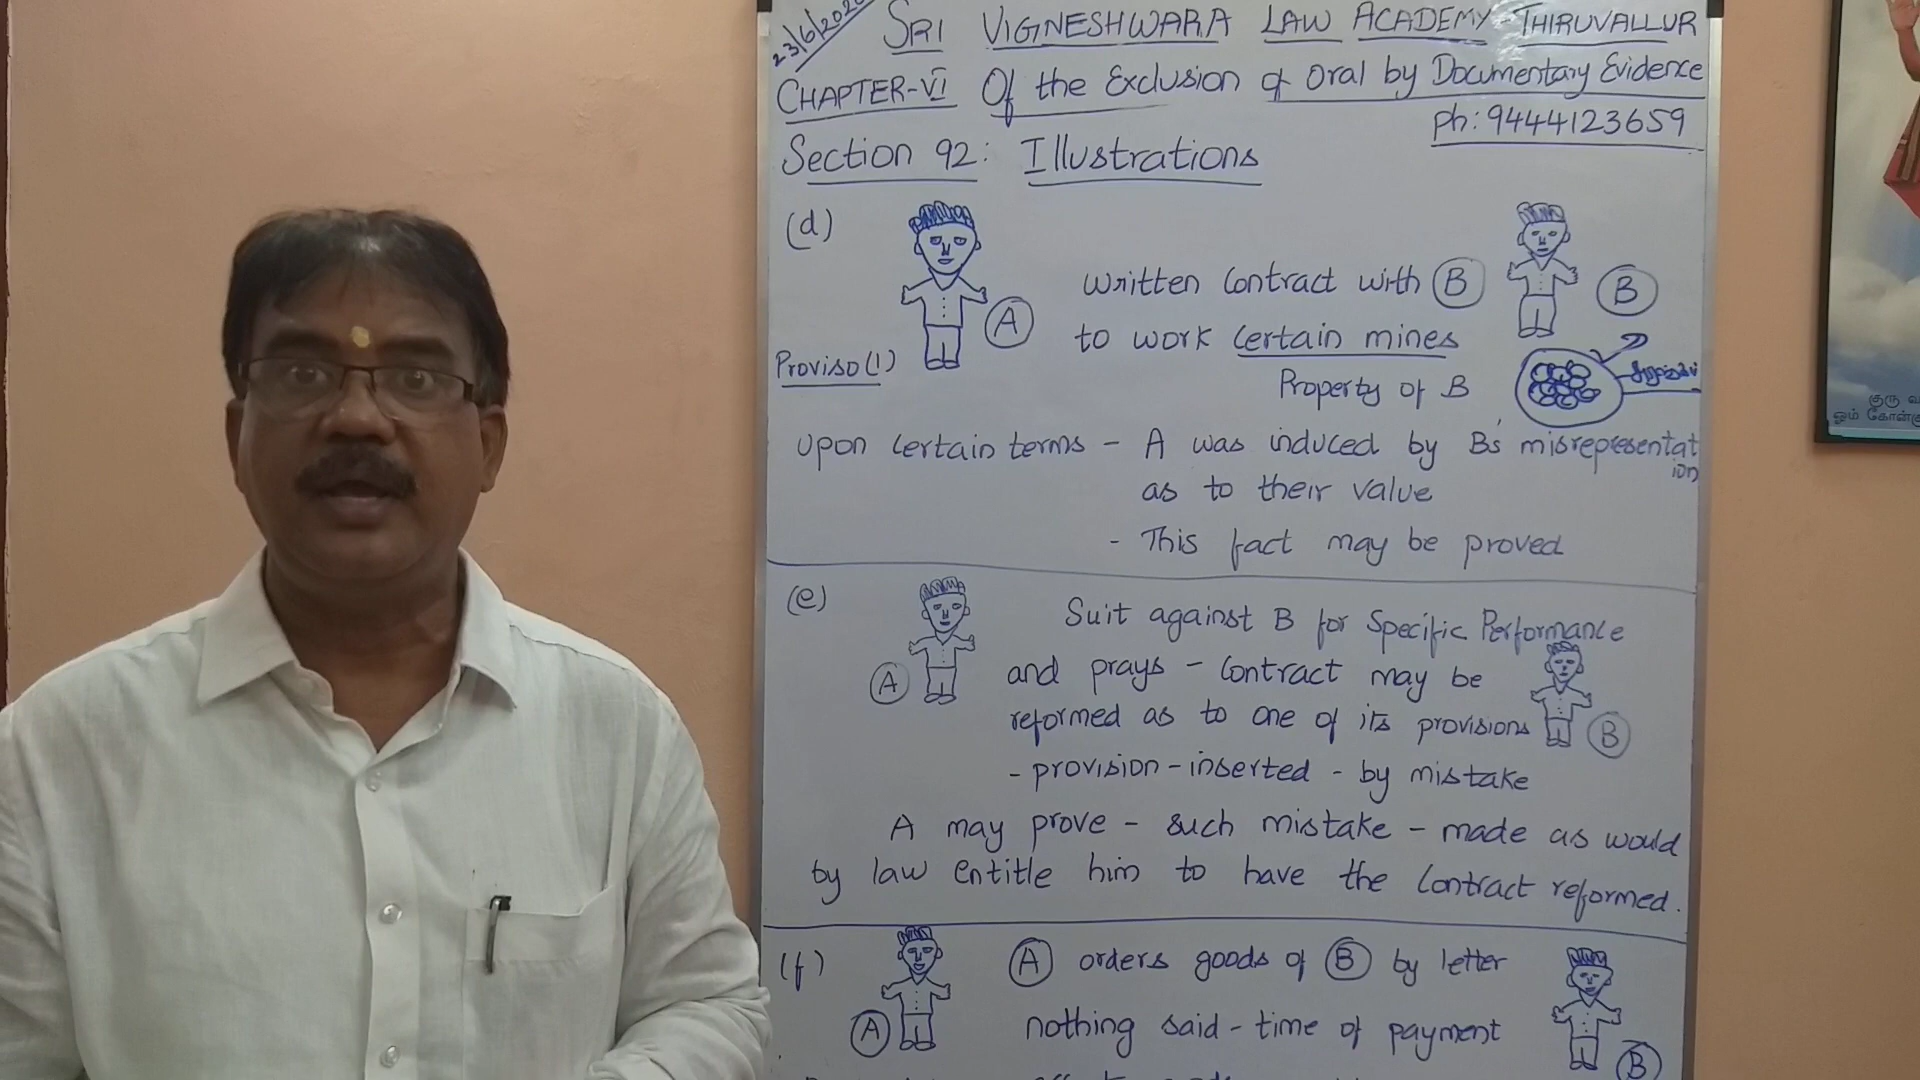 23/6/2020
SRI VIGNESHWARA LAW ACADEMY THIRUVALLUR
CHAPTER-VI Of the Exclusion of Oral by Documentary Evidence
Ph: 9444123659
Section 92: Illustrations
(d)
A
written contract with B
B
to work certain mines
Proviso (1)
Property of B
upon certain terms - A was induced by B's misrepresentation
as to their value
- This fact may be proved
(e)
Suit against B for Specific Performance
A
and prays - contract may be
reformed as to one of its provisions
B
- provision - inserted - by mistake
A may prove - such mistake - made as would
by law entitle him to have the contract reformed.
(f)
A orders goods of B by letter
A
nothing said - time of payment
B
குரு
ஓம்